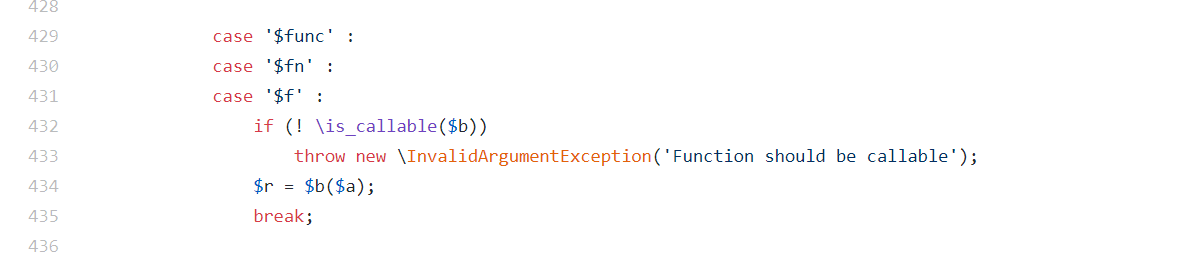 428
429 case '$func' :
430 case '$fn' :
431 case '$f' :
432 if (! \is_callable($b))
433 throw new \InvalidArgumentException('Function should be callable');
434 $r = $b($a);
435 break;
436